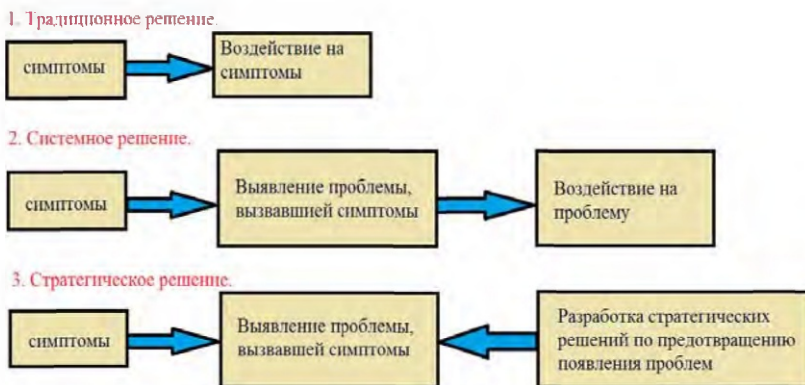 1. Традиционное решение.
симптомы
Воздействие на
симптомы
2. Системное решение.
симптомы
Выявление проблемы,
вызвавшей симптомы
Воздействие на
проблему
3. Стратегическое решение.
симптомы
Выявление проблемы,
вызвавшей симптомы
Разработка стратегических
решений по предотвращению
появления проблем